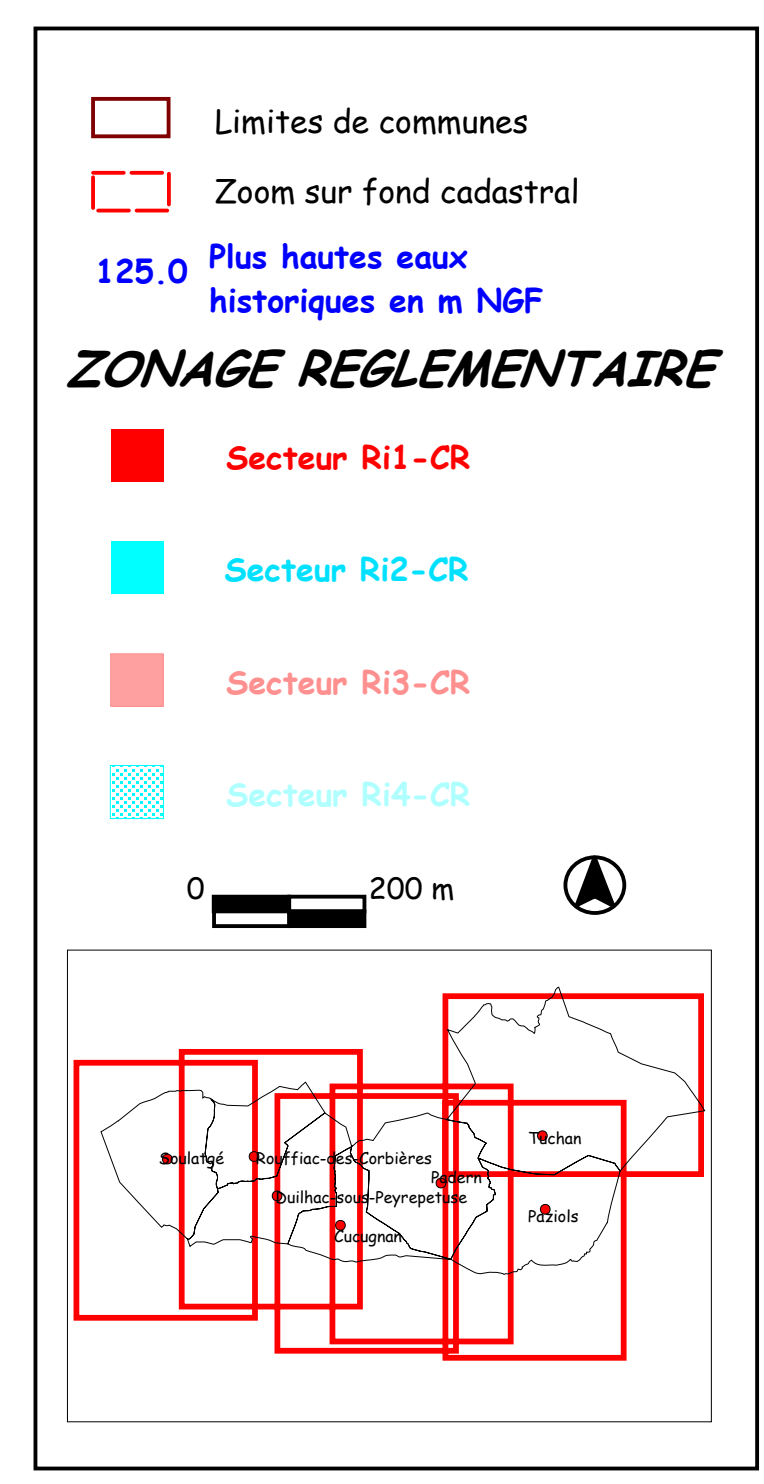 Limites de communes
Zoom sur fond cadastral
125.0
Plus hautes eaux
historiques en m NGF
ZONAGE REGLEMENTAIRE
Secteur Ri1-CR
Secteur Ri2-CR
Secteur Ri3-CR
Secteur Ri4-CR
0 200 m
Tuchan
Soulatgé
Rouffiac-des-Corbières
Padern
Duilhac-sous-Peyrepetuse
Paziols
Cucugnan